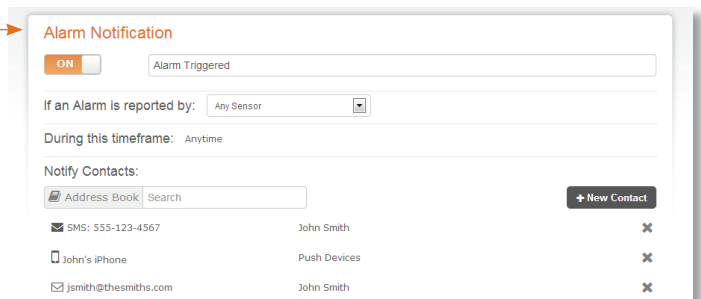 Alarm Notification
ON
Alarm Triggered
If an Alarm is reported by: Any Sensor
During this timeframe: Anytime
Notify Contacts:
Address Book Search + New Contact
SMS: 555-123-4567 John Smith
John's iPhone Push Devices
jsmith@thesmiths.com John Smith